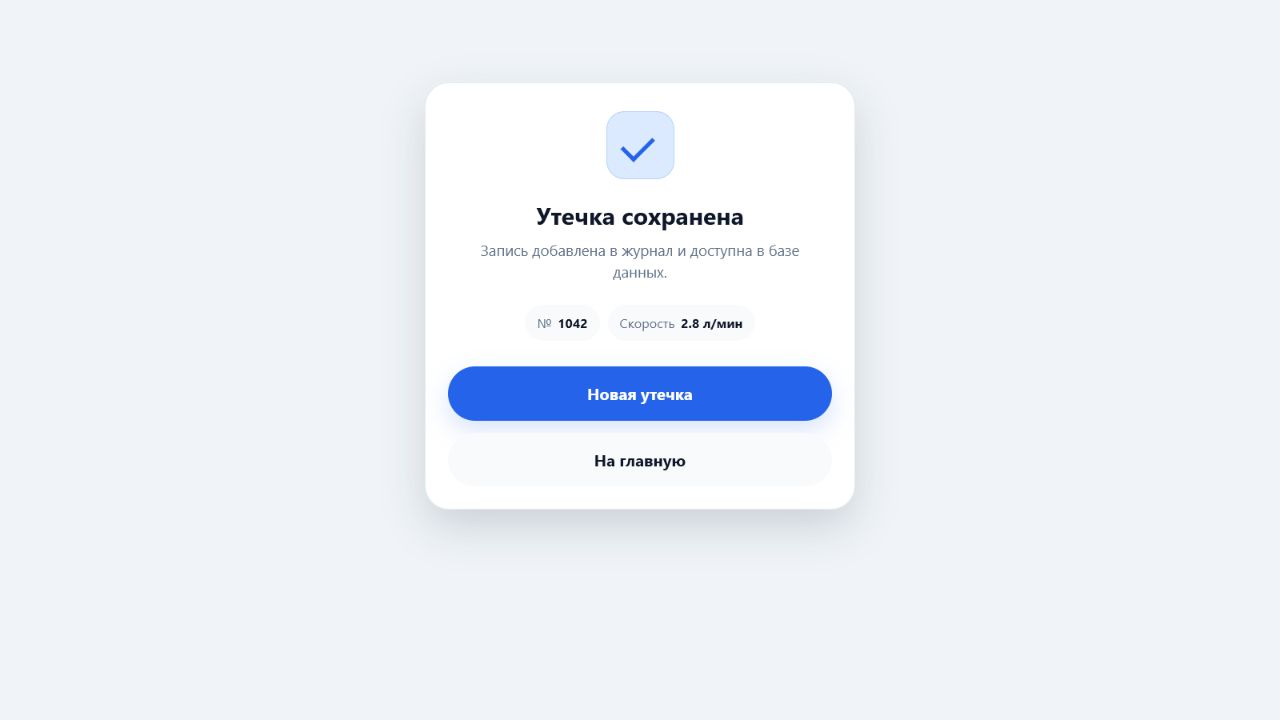 Утечка сохранена
Запись добавлена в журнал и доступна в базе
данных.
№ 1042 Скорость 2.8 л/мин
Новая утечка
На главную